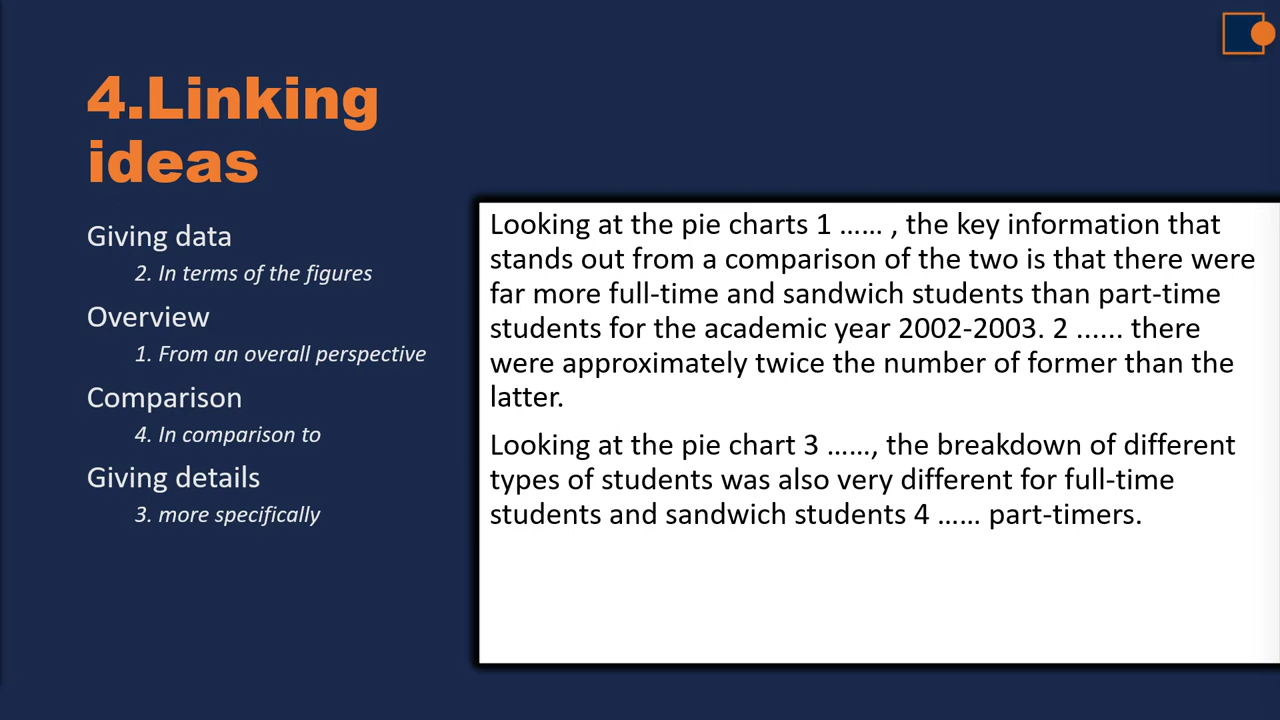 4.Linking
ideas
Giving data
2. In terms of the figures
Overview
1. From an overall perspective
Comparison
4. In comparison to
Giving details
3. more specifically
Looking at the pie charts 1 …… , the key information that
stands out from a comparison of the two is that there were
far more full-time and sandwich students than part-time
students for the academic year 2002-2003. 2 ...... there
were approximately twice the number of former than the
latter.
Looking at the pie chart 3 ……, the breakdown of different
types of students was also very different for full-time
students and sandwich students 4 …… part-timers.